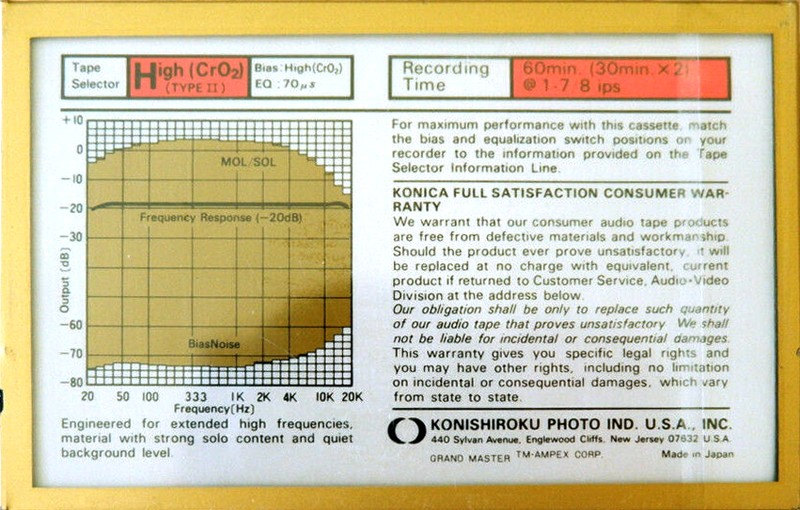 Tape Selector
High (CrO2) (TYPE II)
Bias: High(CrO2)
EQ : 70μs
Recording Time
60min. (30min. × 2)
@ 1-7/8 ips
+10
0
−10
−20
−30
−60
−70
−80
Output [dB]
MOL/SOL
Frequency Response (−20dB)
BiasNoise
20 50 100 333 1K 2K 4K 10K 20K
Frequency(Hz)
Engineered for extended high frequencies,
material with strong solo content and quiet
background level.
For maximum performance with this cassette, match
the bias and equalization switch positions on your
recorder to the information provided on the Tape
Selector Information Line.
KONICA FULL SATISFACTION CONSUMER WAR-
RANTY
We warrant that our consumer audio tape products
are free from defective materials and workmanship.
Should the product ever prove unsatisfactory, it will
be replaced at no charge with equivalent, current
product if returned to Customer Service, Audio-Video
Division at the address below.
Our obligation shall be only to replace such quantity
of our audio tape that proves unsatisfactory We shall
not be liable for incidental or consequential damages.
This warranty gives you specific legal rights and
you may have other rights, including no limitation
on incidental or consequential damages, which vary
from state to state.
KONISHIROKU PHOTO IND. U.S.A., INC.
440 Sylvan Avenue, Englewood Cliffs, New Jersey 07632 U.S.A.
GRAND MASTER TM-AMPEX CORP. Made in Japan